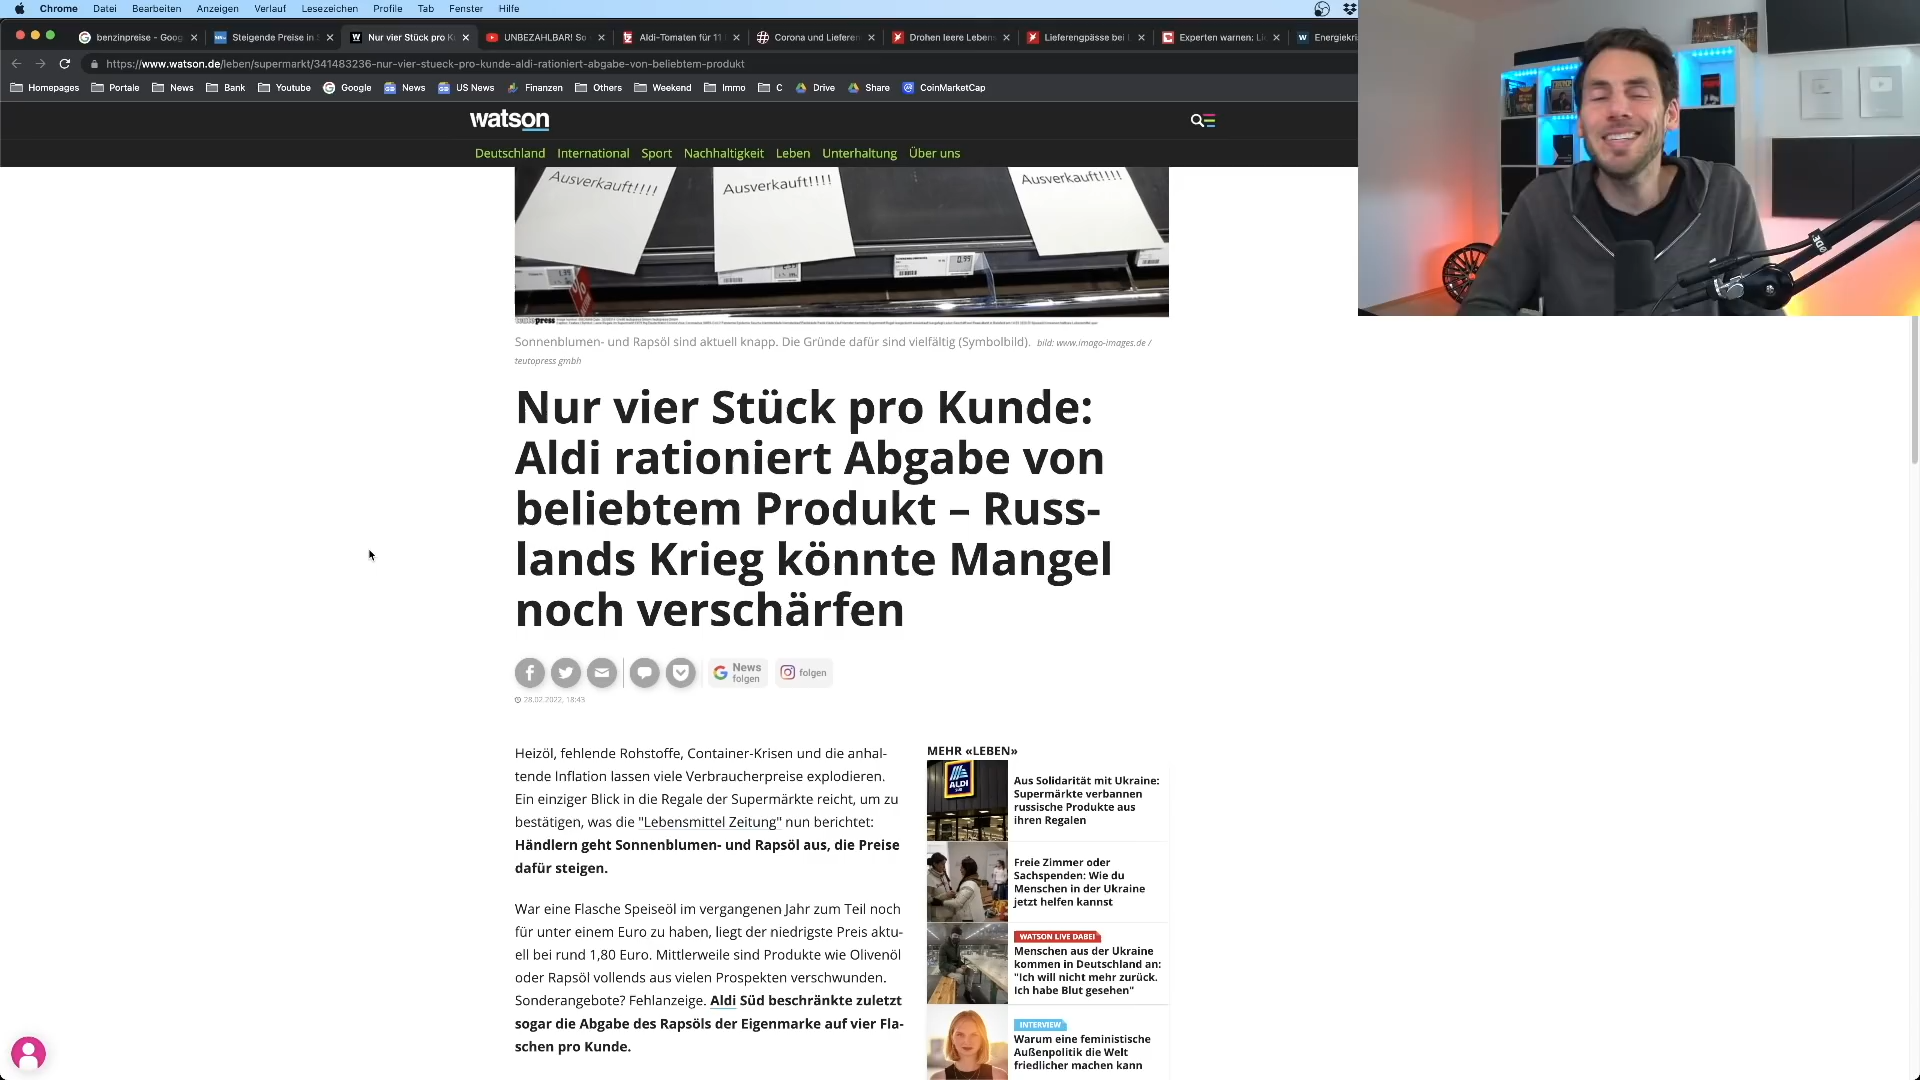 Chrome Datei Bearbeiten Anzeigen Verlauf Lesezeichen Profile Tab Fenster Hilfe
benzinpreise - Goog
Steigende Preise in
Nur vier Stück pro K
UNBEZAHLBAR! So
Aldi-Tomaten für 11
Corona und Lieferen
Drohen leere Lebens
Lieferengpässe bei
Experten warnen: Li
Energiekri
https://www.watson.de/leben/supermarkt/341483236-nur-vier-stueck-pro-kunde-aldi-rationiert-abgabe-von-beliebtem-produkt
Homepages Portale News Bank Youtube Google News US News Finanzen Others Weekend Immo C Drive Share CoinMarketCap
watson
Deutschland International Sport Nachhaltigkeit Leben Unterhaltung Über uns
Ausverkauft!!!!
Ausverkauft!!!!
Ausverkauft!!!!
0.99
Sonnenblumen- und Rapsöl sind aktuell knapp. Die Gründe dafür sind vielfältig (Symbolbild). bild: www.imago-images.de /
teutopress gmbh
Nur vier Stück pro Kunde:
Aldi rationiert Abgabe von
beliebtem Produkt – Russ-
lands Krieg könnte Mangel
noch verschärfen
News
folgen
folgen
28.02.2022, 18:43
Heizöl, fehlende Rohstoffe, Container-Krisen und die anhal-
tende Inflation lassen viele Verbraucherpreise explodieren.
Ein einziger Blick in die Regale der Supermärkte reicht, um zu
bestätigen, was die "Lebensmittel Zeitung" nun berichtet:
Händlern geht Sonnenblumen- und Rapsöl aus, die Preise
dafür steigen.
War eine Flasche Speiseöl im vergangenen Jahr zum Teil noch
für unter einem Euro zu haben, liegt der niedrigste Preis aktu-
ell bei rund 1,80 Euro. Mittlerweile sind Produkte wie Olivenöl
oder Rapsöl vollends aus vielen Prospekten verschwunden.
Sonderangebote? Fehlanzeige. Aldi Süd beschränkte zuletzt
sogar die Abgabe des Rapsöls der Eigenmarke auf vier Fla-
schen pro Kunde.
MEHR «LEBEN»
ALDI
SÜD
Aus Solidarität mit Ukraine:
Supermärkte verbannen
russische Produkte aus
ihren Regalen
Freie Zimmer oder
Sachspenden: Wie du
Menschen in der Ukraine
jetzt helfen kannst
WATSON LIVE DABEI
Menschen aus der Ukraine
kommen in Deutschland an:
"Ich will nicht mehr zurück.
Ich habe Blut gesehen"
INTERVIEW
Warum eine feministische
Außenpolitik die Welt
friedlicher machen kann